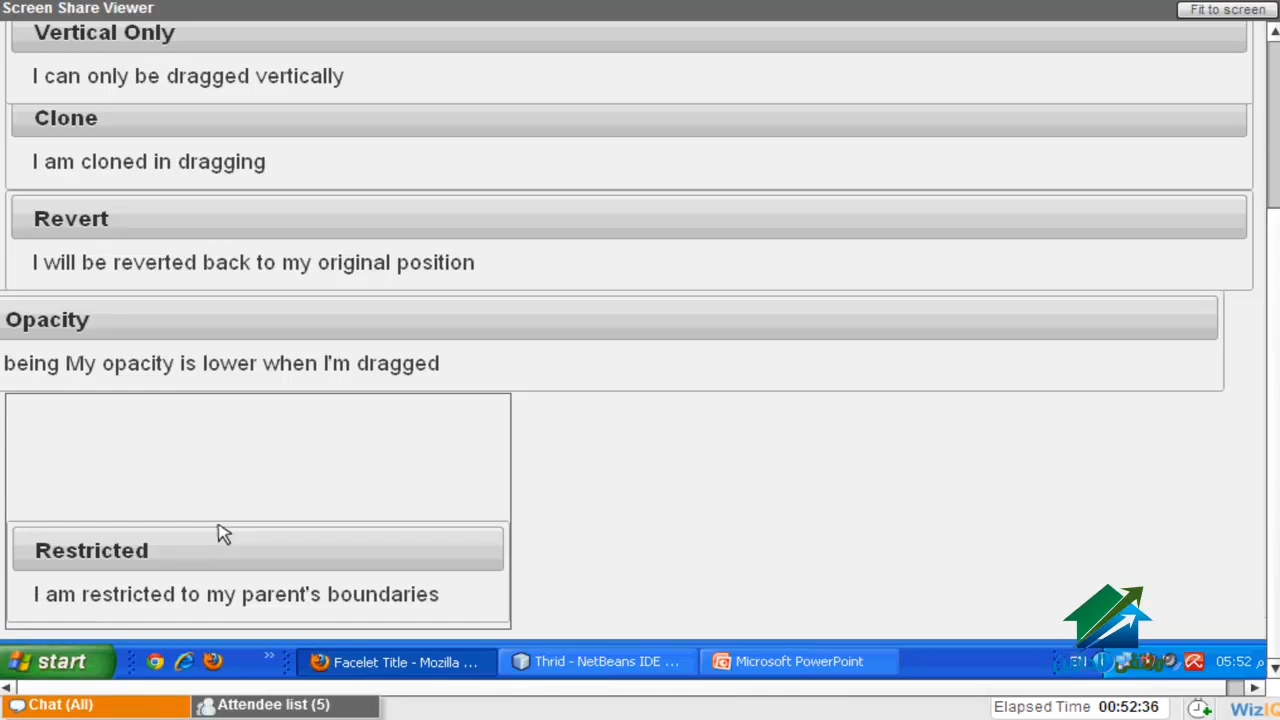 Screen Share Viewer
Fit to screen
Vertical Only
I can only be dragged vertically
Clone
I am cloned in dragging
Revert
I will be reverted back to my original position
Opacity
being My opacity is lower when I'm dragged
Restricted
I am restricted to my parent's boundaries
start
Facelet Title - Mozilla ...
Thrid - NetBeans IDE ...
Microsoft PowerPoint
EN
05:52 م
Chat (All)
Attendee list (5)
Elapsed Time 00:52:36
WizIQ